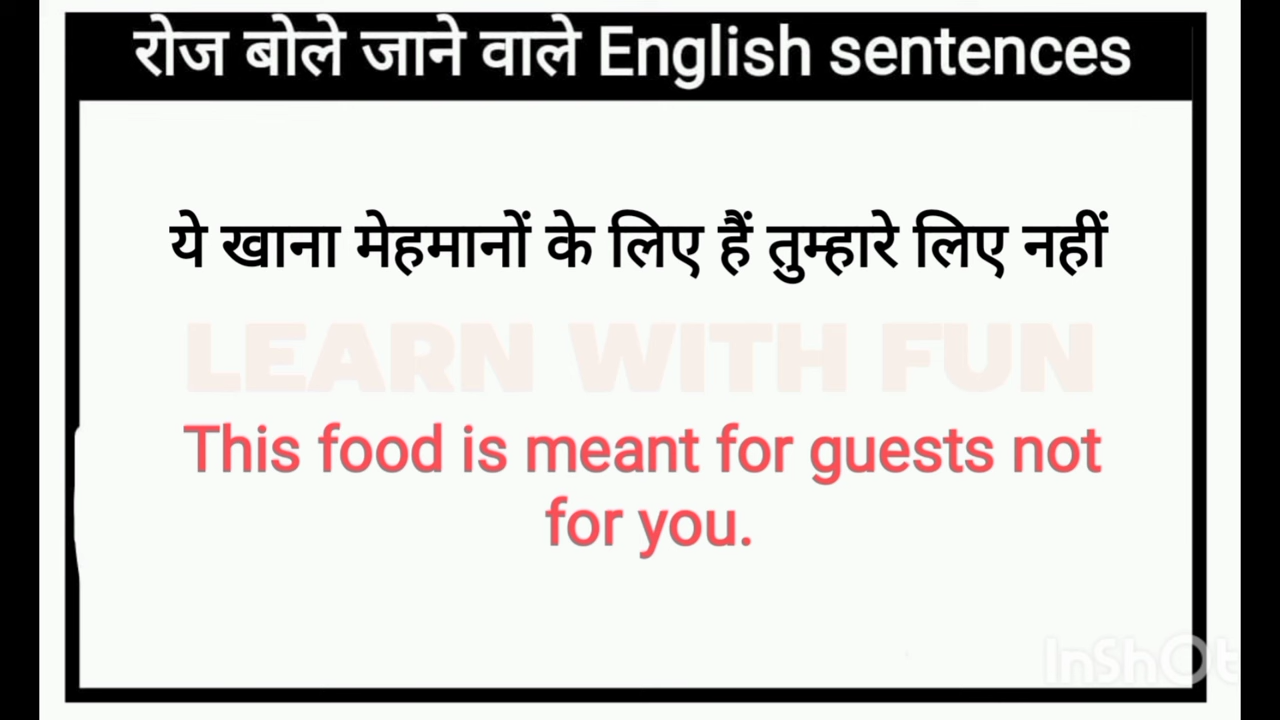 रोज बोले जाने वाले English sentences
ये खाना मेहमानों के लिए हैं तुम्हारे लिए नहीं
LEARN WITH FUN
This food is meant for guests not
for you.
InShOt